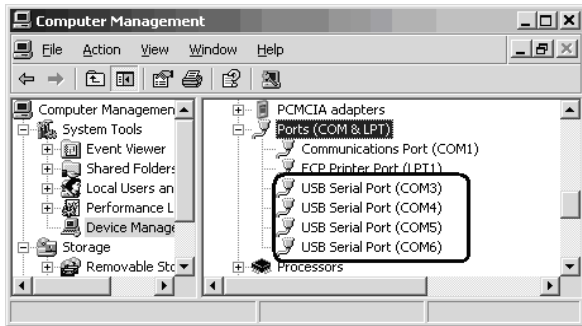 Computer Management
File Action View Window Help
Computer Managemen
System Tools
Event Viewer
Shared Folders
Local Users an
Performance L
Device Manage
Storage
Removable Sto
PCMCIA adapters
Ports (COM & LPT)
Communications Port (COM1)
ECP Printer Port (LPT1)
USB Serial Port (COM3)
USB Serial Port (COM4)
USB Serial Port (COM5)
USB Serial Port (COM6)
Processors